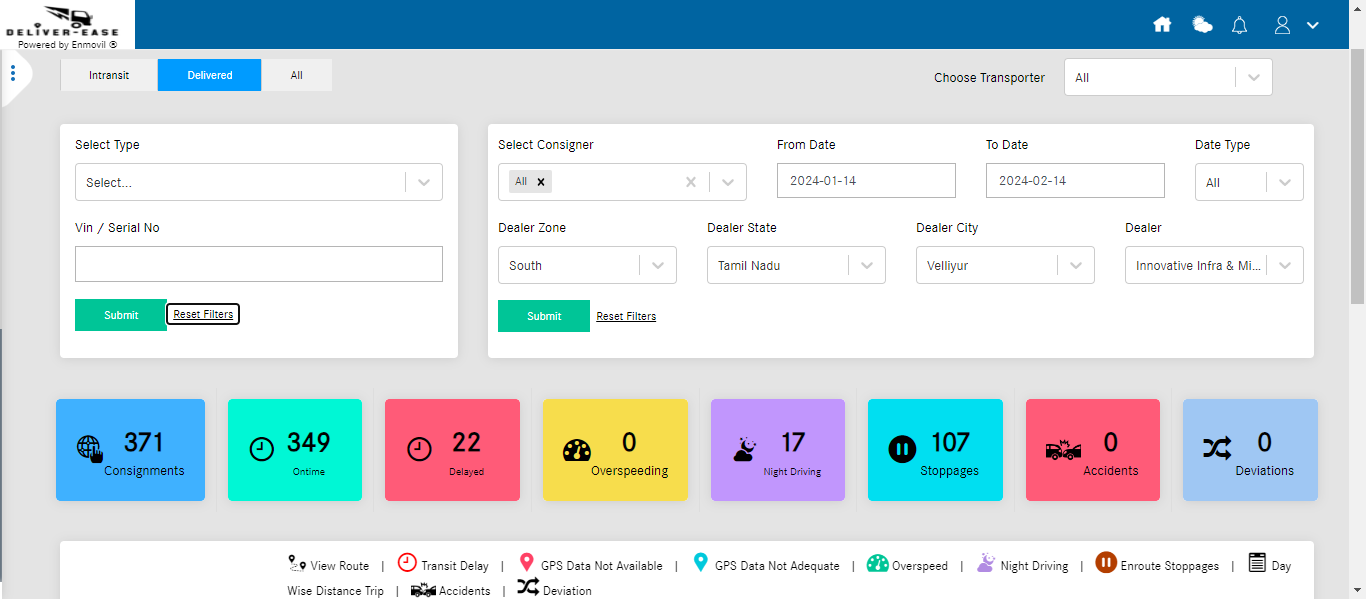 DELIVER-EASE
Powered by Enmovil ®
Intransit Delivered All
Choose Transporter All
Select Type
Select...
Vin / Serial No
Submit Reset Filters
Select Consigner From Date To Date Date Type
All 2024-01-14 2024-02-14 All
Dealer Zone Dealer State Dealer City Dealer
South Tamil Nadu Velliyur Innovative Infra & Mi...
Submit Reset Filters
371 349 22 0 17 107 0 0
Consignments Ontime Delayed Overspeeding Night Driving Stoppages Accidents Deviations
View Route | Transit Delay | GPS Data Not Available | GPS Data Not Adequate | Overspeed | Night Driving | Enroute Stoppages | Day
Wise Distance Trip | Accidents | Deviation